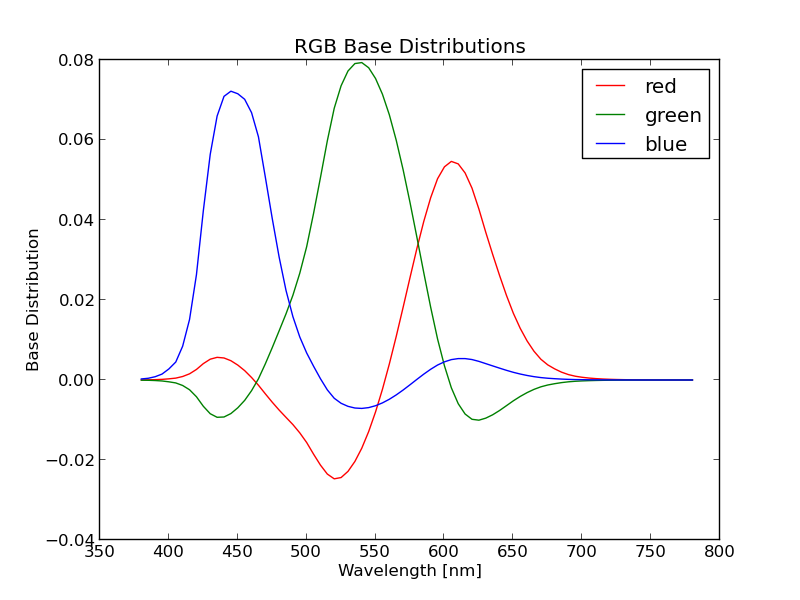 RGB Base Distributions
red
green
blue
Base Distribution
0.08
0.06
0.04
0.02
0.00
−0.02
−0.04
350 400 450 500 550 600 650 700 750 800
Wavelength [nm]